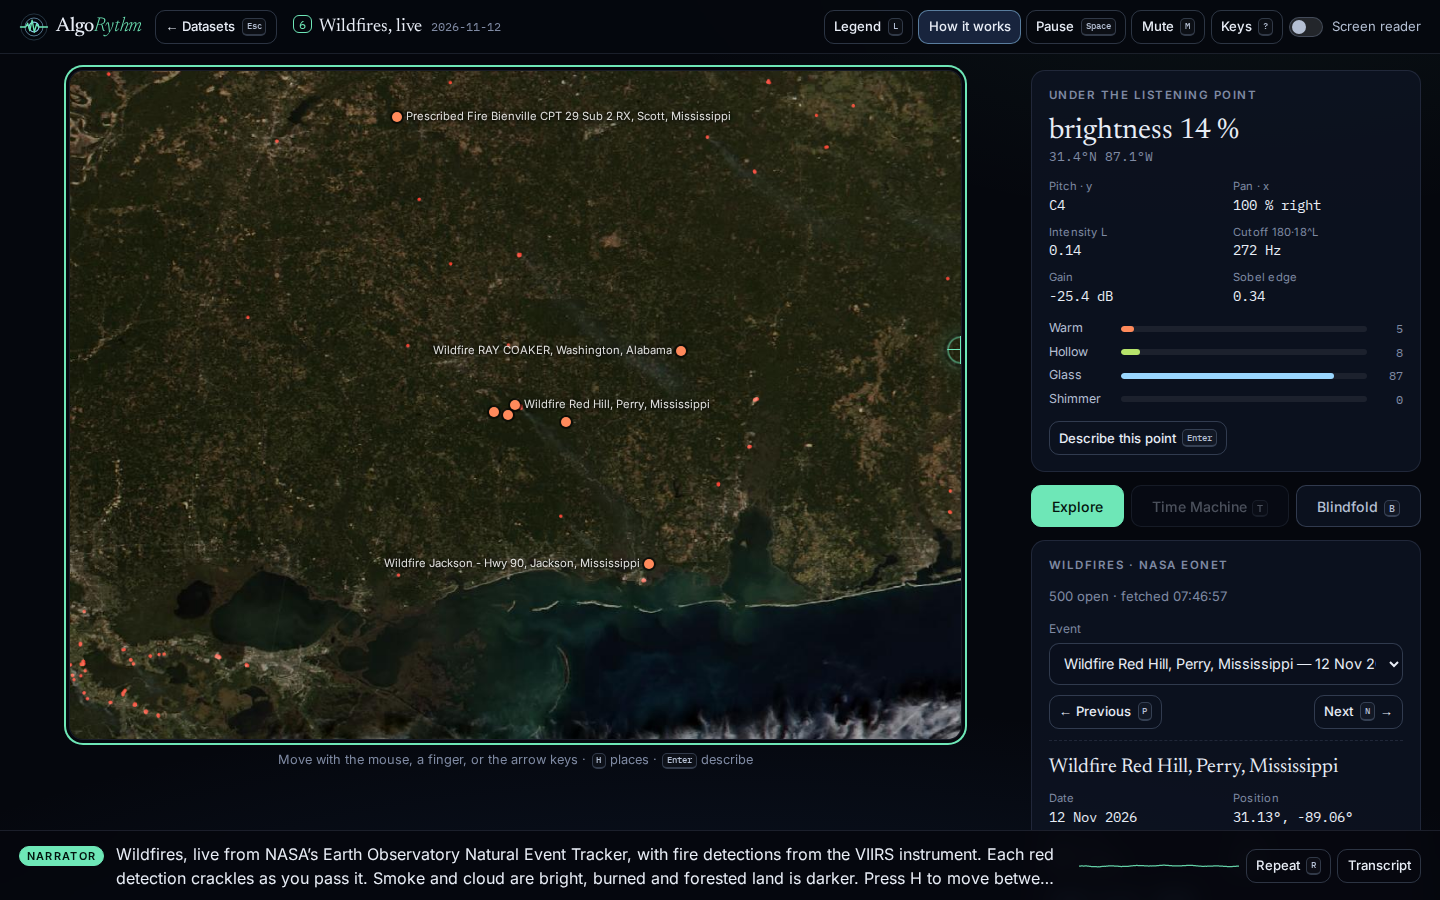 AlgoRythm
← Datasets Esc
6 Wildfires, live 2026-11-12
Legend L
How it works
Pause Space
Mute M
Keys ?
Screen reader
Prescribed Fire Bienville CPT 29 Sub 2 RX, Scott, Mississippi
Wildfire RAY COAKER, Washington, Alabama
Wildfire Red Hill, Perry, Mississippi
Wildfire Jackson - Hwy 90, Jackson, Mississippi
Move with the mouse, a finger, or the arrow keys · H places · Enter describe
UNDER THE LISTENING POINT
brightness 14 %
31.4°N 87.1°W
Pitch · y Pan · x
C4 100 % right
Intensity L Cutoff 180·18^L
0.14 272 Hz
Gain Sobel edge
-25.4 dB 0.34
Warm 5
Hollow 8
Glass 87
Shimmer 0
Describe this point Enter
Explore
Time Machine T
Blindfold B
WILDFIRES · NASA EONET
500 open · fetched 07:46:57
Event
Wildfire Red Hill, Perry, Mississippi — 12 Nov 2
← Previous P
Next N →
Wildfire Red Hill, Perry, Mississippi
Date Position
12 Nov 2026 31.13°, -89.06°
NARRATOR
Wildfires, live from NASA's Earth Observatory Natural Event Tracker, with fire detections from the VIIRS instrument. Each red
detection crackles as you pass it. Smoke and cloud are bright, burned and forested land is darker. Press H to move betwe…
Repeat R
Transcript